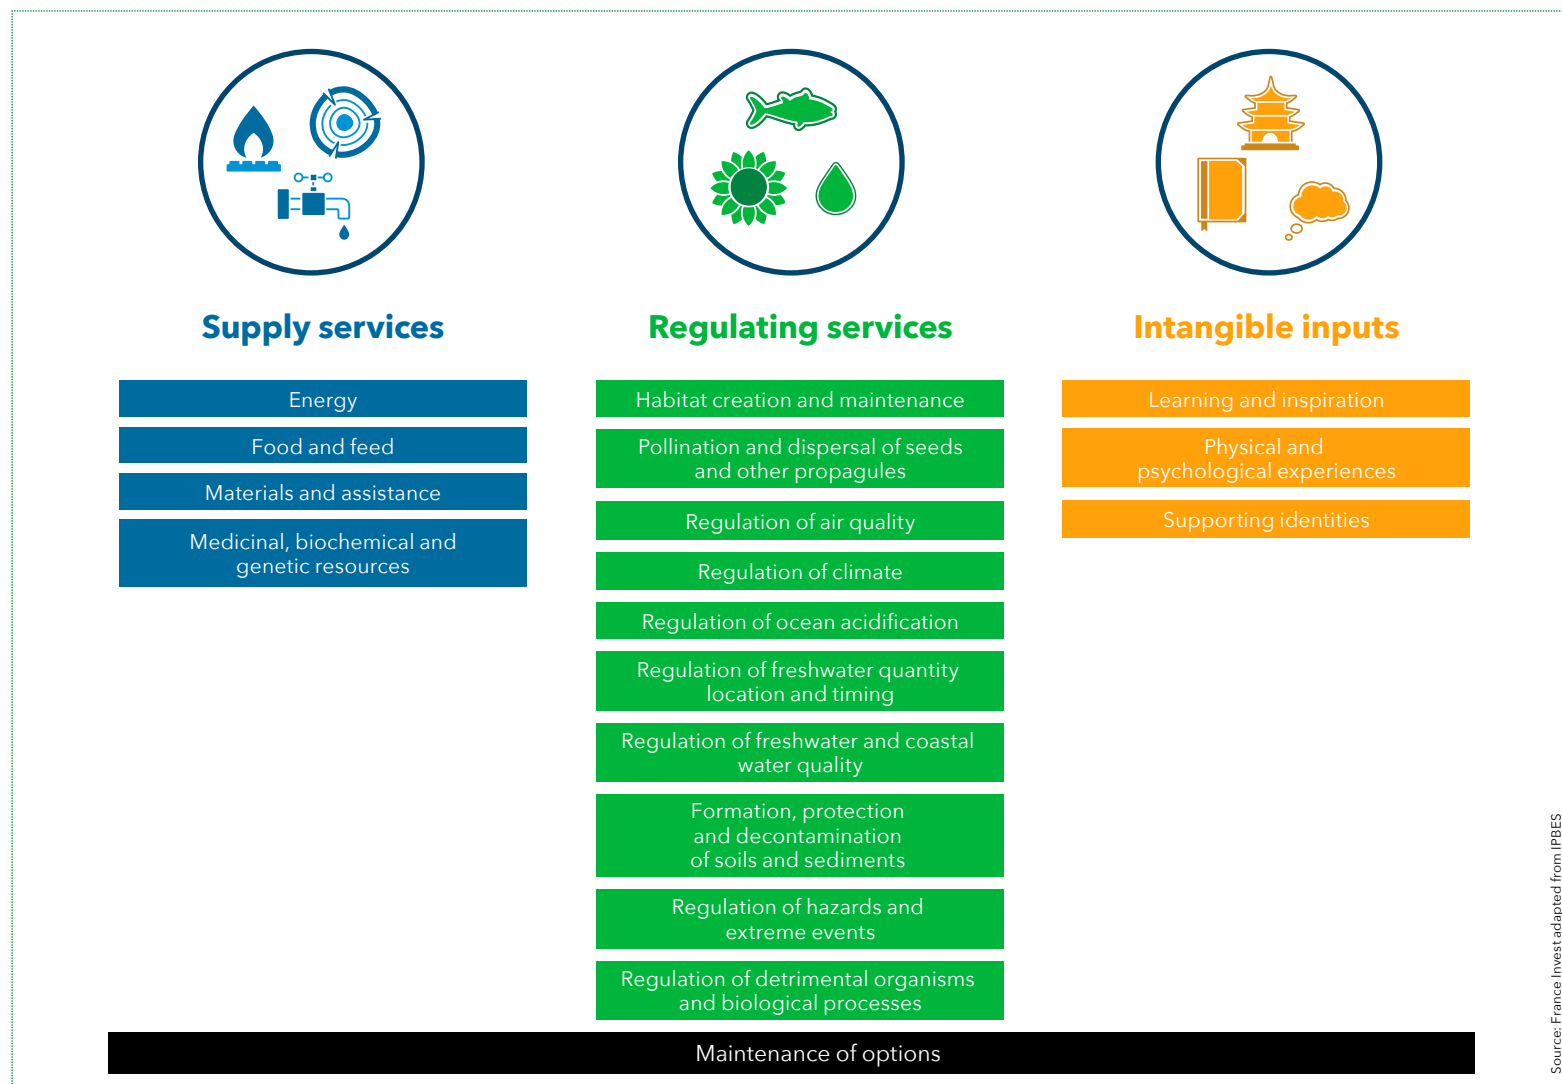 Supply services
Energy
Food and feed
Materials and assistance
Medicinal, biochemical and
genetic resources
Regulating services
Habitat creation and maintenance
Pollination and dispersal of seeds
and other propagules
Regulation of air quality
Regulation of climate
Regulation of ocean acidification
Regulation of freshwater quantity
location and timing
Regulation of freshwater and coastal
water quality
Formation, protection
and decontamination
of soils and sediments
Regulation of hazards and
extreme events
Regulation of detrimental organisms
and biological processes
Intangible inputs
Learning and inspiration
Physical and
psychological experiences
Supporting identities
Maintenance of options
Source: France Invest adapted from IPBES